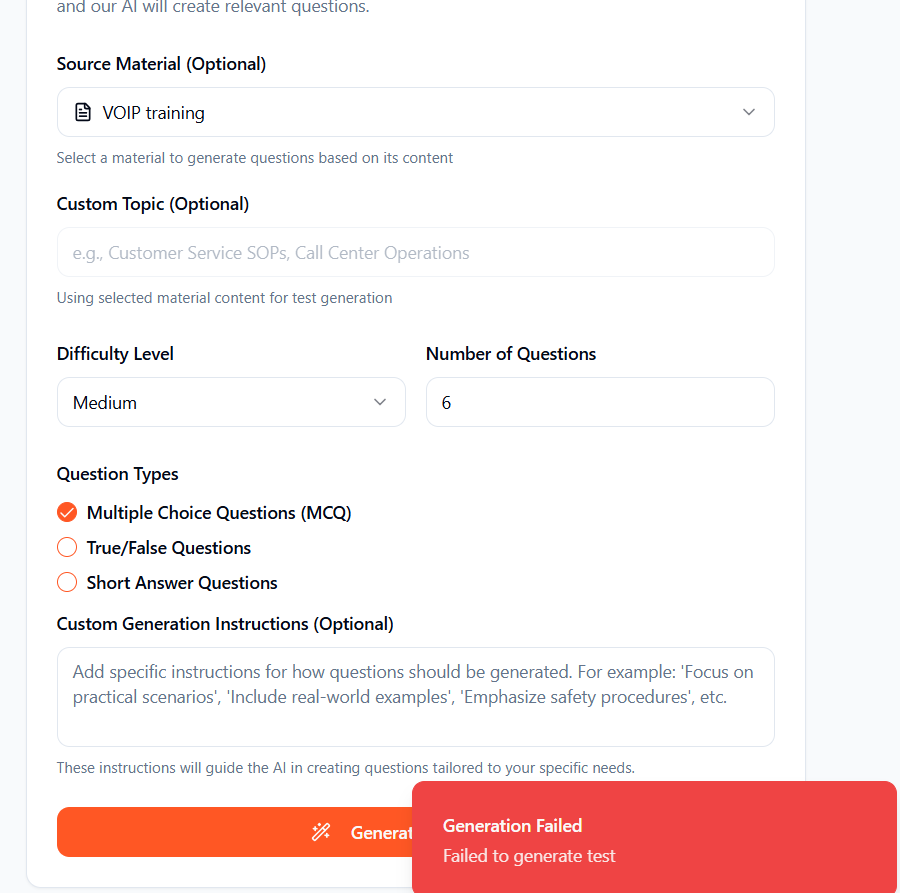 and our AI will create relevant questions.
Source Material (Optional)
VOIP training
Select a material to generate questions based on its content
Custom Topic (Optional)
e.g., Customer Service SOPs, Call Center Operations
Using selected material content for test generation
Difficulty Level
Number of Questions
Medium
6
Question Types
Multiple Choice Questions (MCQ)
True/False Questions
Short Answer Questions
Custom Generation Instructions (Optional)
Add specific instructions for how questions should be generated. For example: 'Focus on
practical scenarios', 'Include real-world examples', 'Emphasize safety procedures', etc.
These instructions will guide the AI in creating questions tailored to your specific needs.
Generat
Generation Failed
Failed to generate test